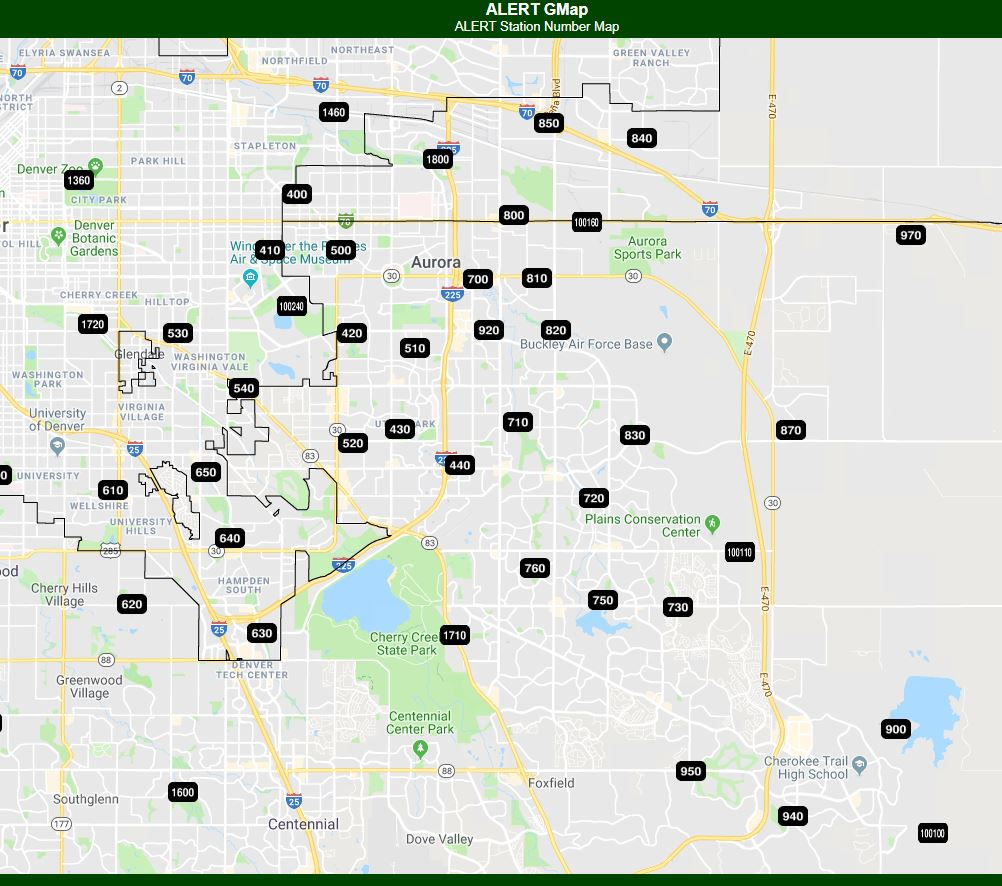 ALERT GMap
ALERT Station Number Map
ELYRIA SWANSEA
NORTHEAST
NORTHFIELD
GREEN VALLEY
RANCH
70
70
70
2
E-470
1460
70
850
840
STAPLETON
225
1800
PARK HILL
Denver Zoo
1360
CITY PARK
400
800
100160
70
70
970
Denver
Botanic
Gardens
410
500
Air & Space Museum
Aurora
Aurora
Sports Park
30
700
810
30
225
CHERRY CREEK
HILLTOP
100240
1720
530
420
920
820
Buckley Air Force Base
E-470
510
Glendale
WASHINGTON
VIRGINIA VALE
WASHINGTON
PARK
540
VIRGINIA
VILLAGE
University
of Denver
710
30
430
830
870
520
25
83
440
650
UNIVERSITY
610
720
WELLSHIRE
30
UNIVERSITY
HILLS
Plains Conservation
Center
640
83
285
30
100110
225
760
HAMPDEN
SOUTH
Cherry Hills
Village
620
750
730
E-470
25
630
1710
Cherry Creek
State Park
88
DENVER
TECH CENTER
Greenwood
Village
E-470
Centennial
Center Park
900
950
Cherokee Trail
High School
88
Foxfield
1600
Southglenn
25
940
177
Centennial
Dove Valley
100100